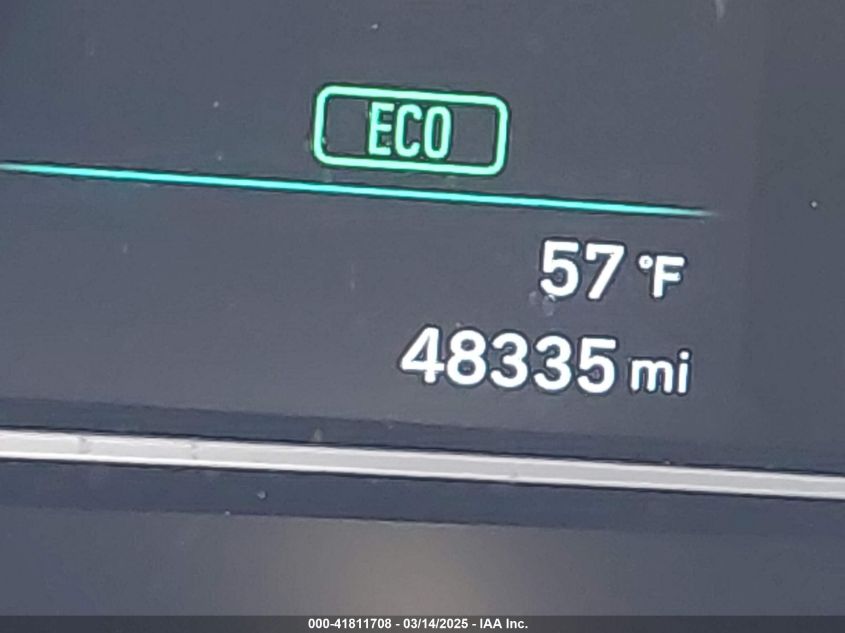 ECO
57 °F
48335 mi
000-41811708 - 03/14/2025 - IAA Inc.